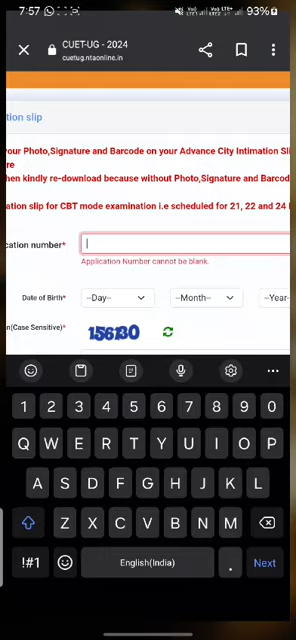 7:57
93%
CUET-UG - 2024
cuetug.ntaonline.in
tion slip
your Photo,Signature and Barcode on your Advance City Intimation Sli
re
hen kindly re-download because without Photo,Signature and Barcod
ation slip for CBT mode examination i.e scheduled for 21, 22 and 24
cation number*
Application Number cannot be blank.
Date of Birth* --Day-- --Month-- --Year-
n(Case Sensitive)* 156130
1 2 3 4 5 6 7 8 9 0
Q W E R T Y U I O P
A S D F G H J K L
Z X C V B N M
!#1 English(India) . Next